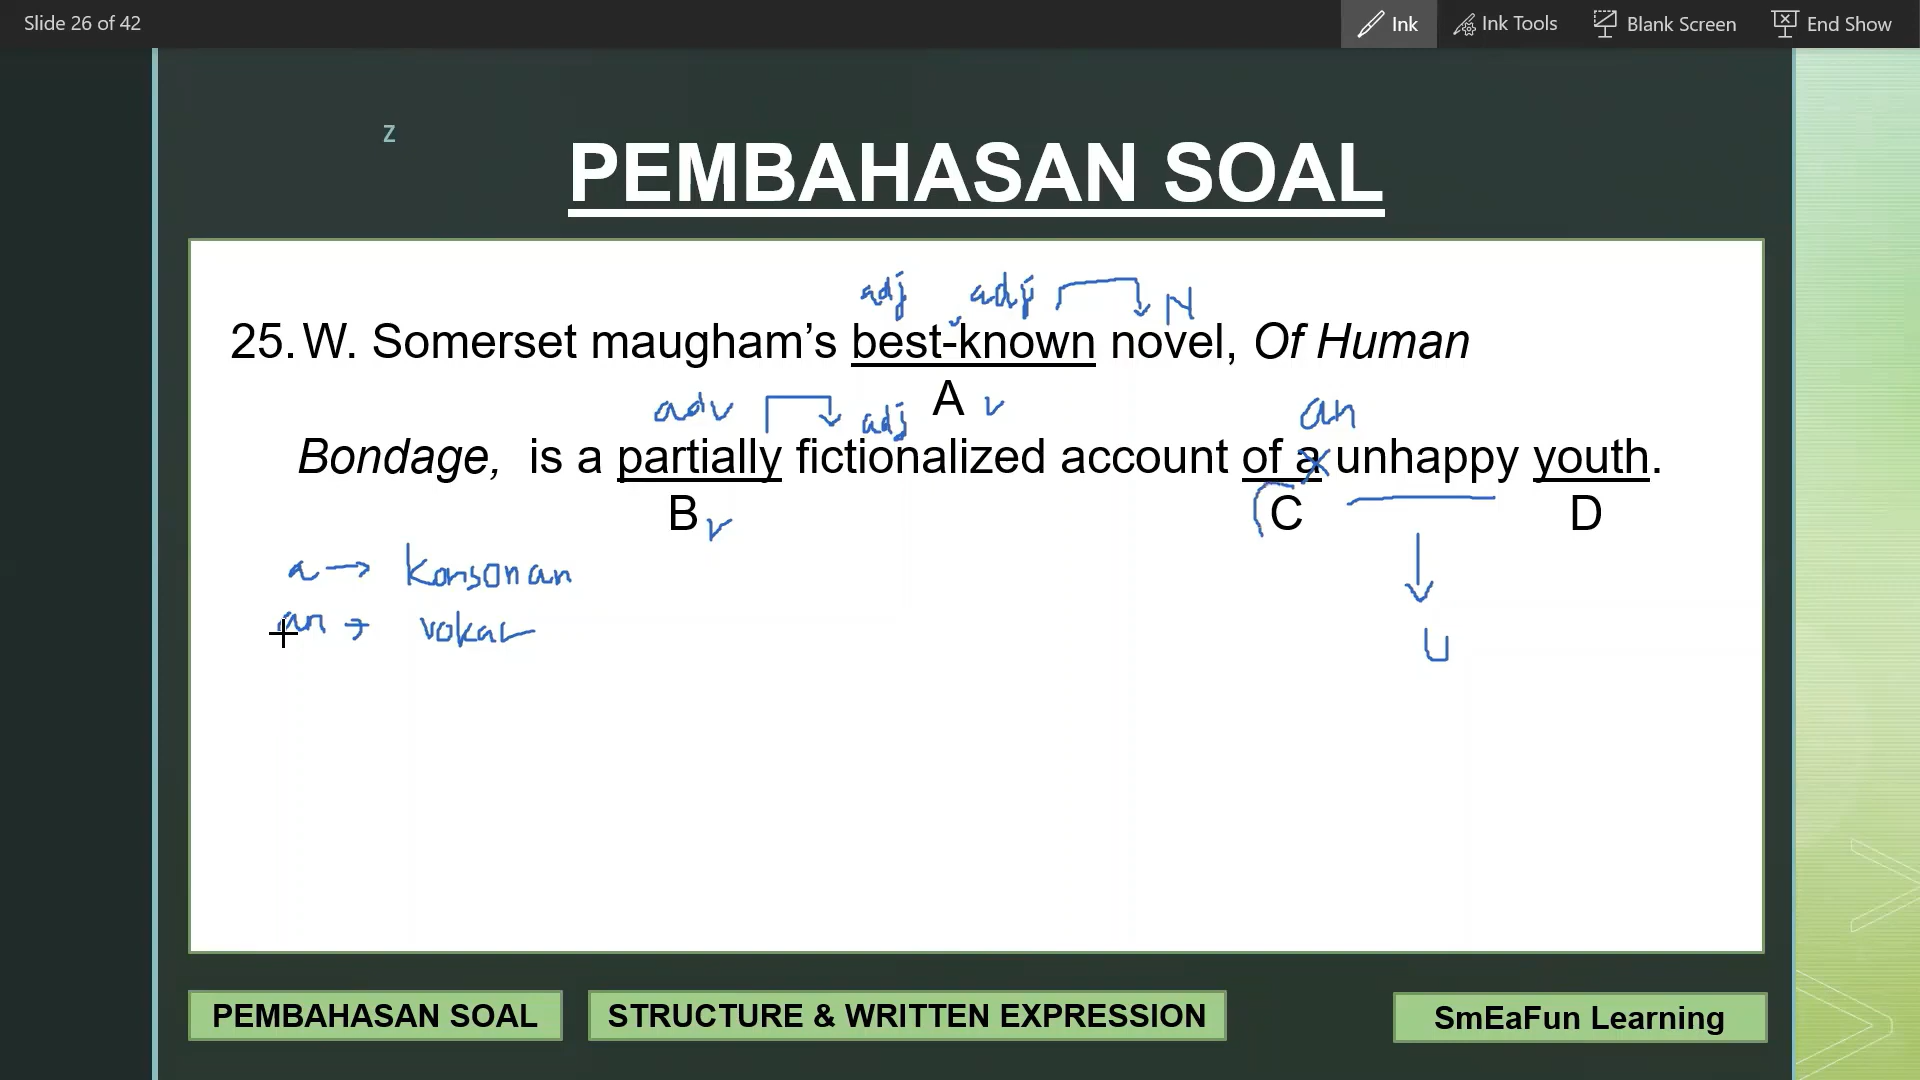 Slide 26 of 42
Ink
Ink Tools
Blank Screen
End Show
z
PEMBAHASAN SOAL
adj adj N
25. W. Somerset maugham’s best-known novel, Of Human
A v
adv adj an
Bondage, is a partially fictionalized account of a unhappy youth.
B v C D
a → konsonan
an → vokal
U
PEMBAHASAN SOAL
STRUCTURE & WRITTEN EXPRESSION
SmEaFun Learning